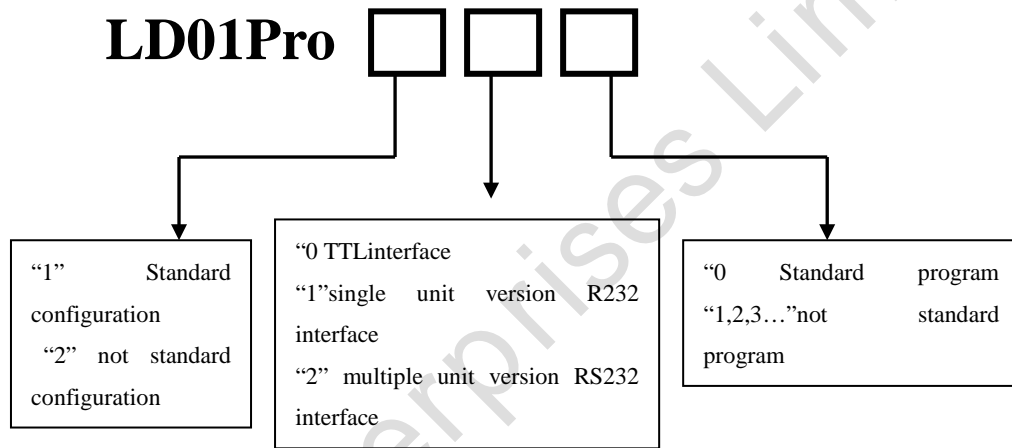 LD01Pro
“1” Standard
configuration
“2” not standard
configuration
“0 TTLinterface
“1”single unit version R232
interface
“2” multiple unit version RS232
interface
“0 Standard program
“1,2,3…”not standard
program